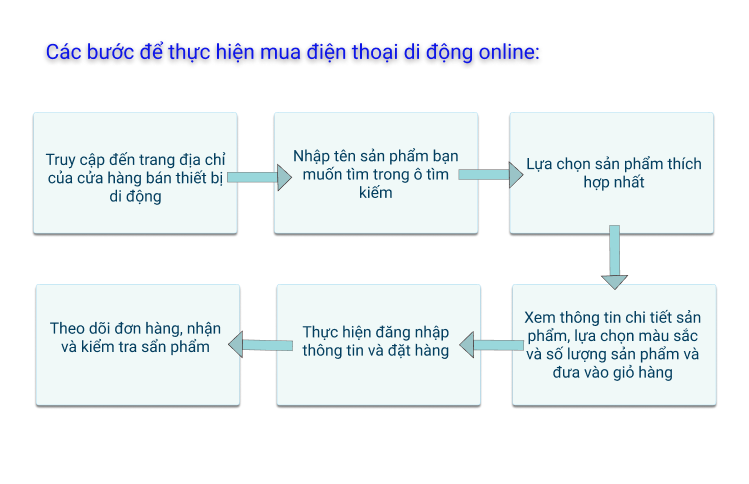 Các bước để thực hiện mua điện thoại di động online:
Truy cập đến trang địa chỉ
của cửa hàng bán thiết bị
di động
Nhập tên sản phẩm bạn
muốn tìm trong ô tìm
kiếm
Lựa chọn sản phẩm thích
hợp nhất
Xem thông tin chi tiết sản
phẩm, lựa chọn màu sắc
và số lượng sản phẩm và
đưa vào giỏ hàng
Thực hiện đăng nhập
thông tin và đặt hàng
Theo dõi đơn hàng, nhận
và kiểm tra sẩn phẩm